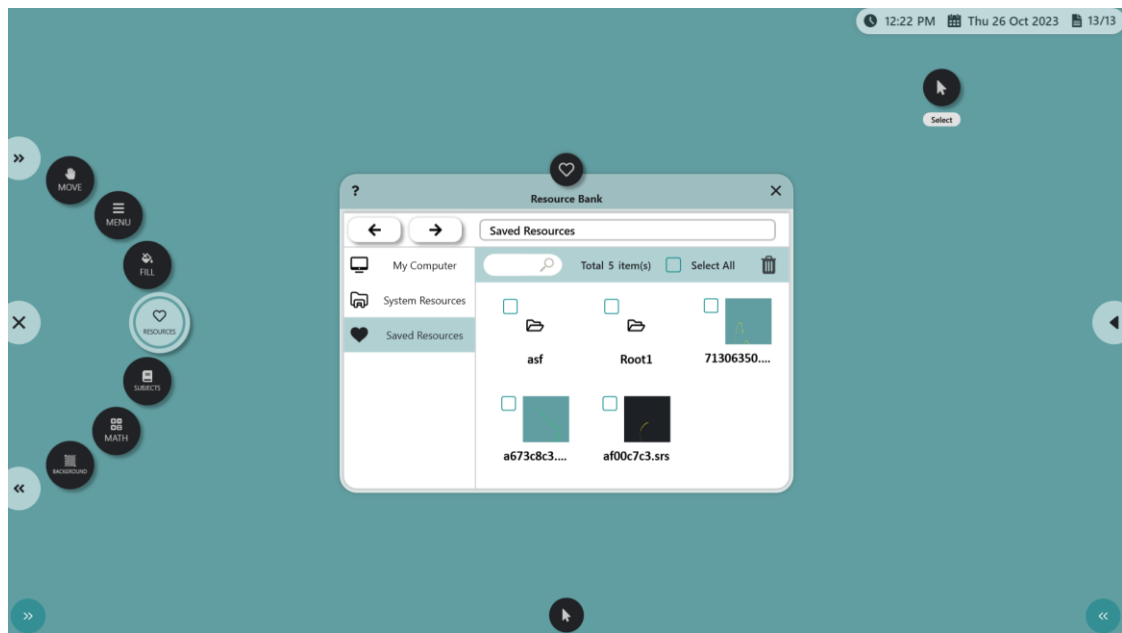 12:22 PM Thu 26 Oct 2023 13/13
Select
MOVE
MENU
FILL
RESOURCES
SUBJECTS
MATH
BACKGROUND
?
Resource Bank
Saved Resources
My Computer
System Resources
Saved Resources
Total 5 item(s) Select All
asf Root1 71306350....
a673c8c3.... af00c7c3.srs